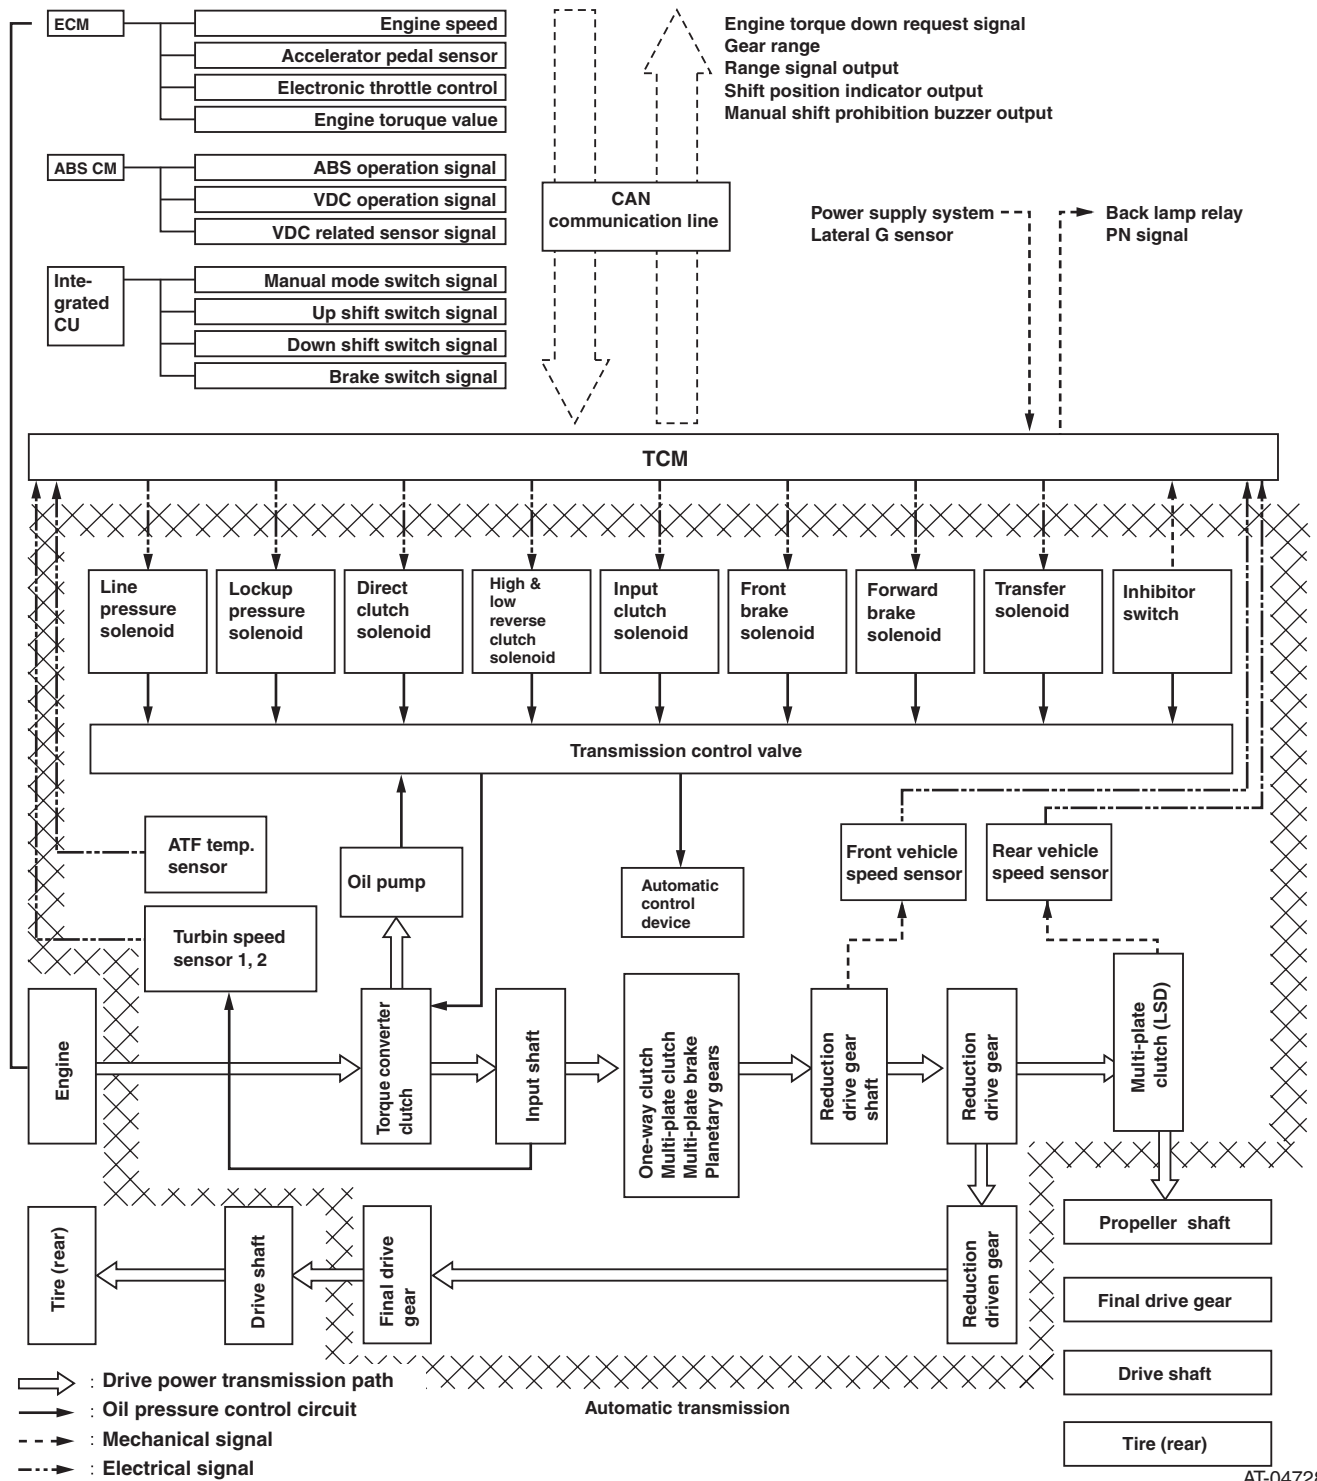 ECM
Engine speed
Accelerator pedal sensor
Electronic throttle control
Engine toruque value
ABS CM
ABS operation signal
VDC operation signal
VDC related sensor signal
Inte-
grated
CU
Manual mode switch signal
Up shift switch signal
Down shift switch signal
Brake switch signal
CAN
communication line
Engine torque down request signal
Gear range
Range signal output
Shift position indicator output
Manual shift prohibition buzzer output
Power supply system
Lateral G sensor
Back lamp relay
PN signal
TCM
Line
pressure
solenoid
Lockup
pressure
solenoid
Direct
clutch
solenoid
High &
low
reverse
clutch
solenoid
Input
clutch
solenoid
Front
brake
solenoid
Forward
brake
solenoid
Transfer
solenoid
Inhibitor
switch
Transmission control valve
ATF temp.
sensor
Oil pump
Automatic
control
device
Front vehicle
speed sensor
Rear vehicle
speed sensor
Turbin speed
sensor 1, 2
Engine
Torque converter
clutch
Input shaft
One-way clutch
Multi-plate clutch
Multi-plate brake
Planetary gears
Reduction
drive gear
shaft
Reduction
drive gear
Multi-plate
clutch (LSD)
Tire (rear)
Drive shaft
Final drive
gear
Reduction
driven gear
Propeller shaft
Final drive gear
Drive shaft
Tire (rear)
: Drive power transmission path
: Oil pressure control circuit
: Mechanical signal
: Electrical signal
Automatic transmission
AT-04728